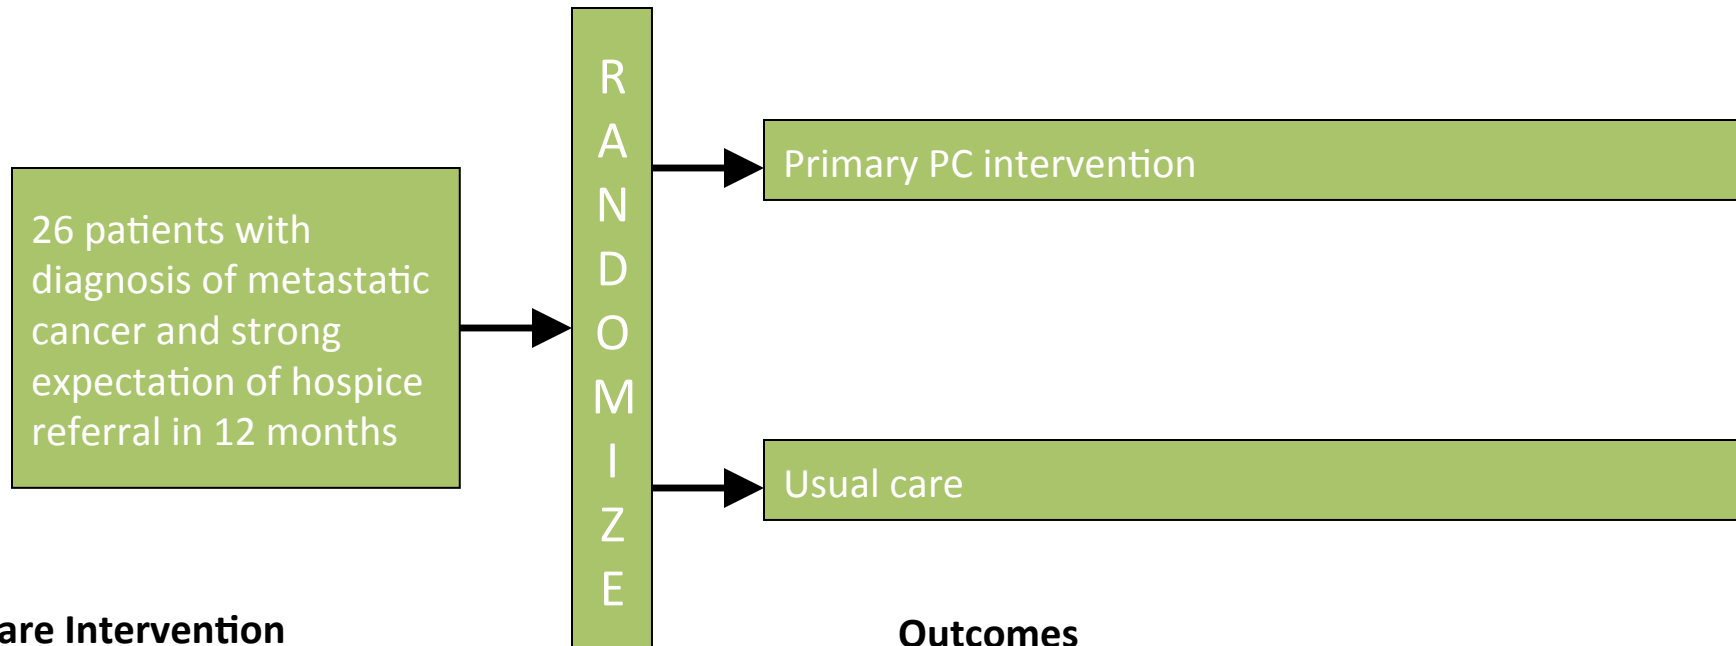 26 patients with
diagnosis of metastatic
cancer and strong
expectation of hospice
referral in 12 months
R
A
N
D
O
M
I
Z
E
Primary PC intervention
Usual care
are Intervention
Outcomes